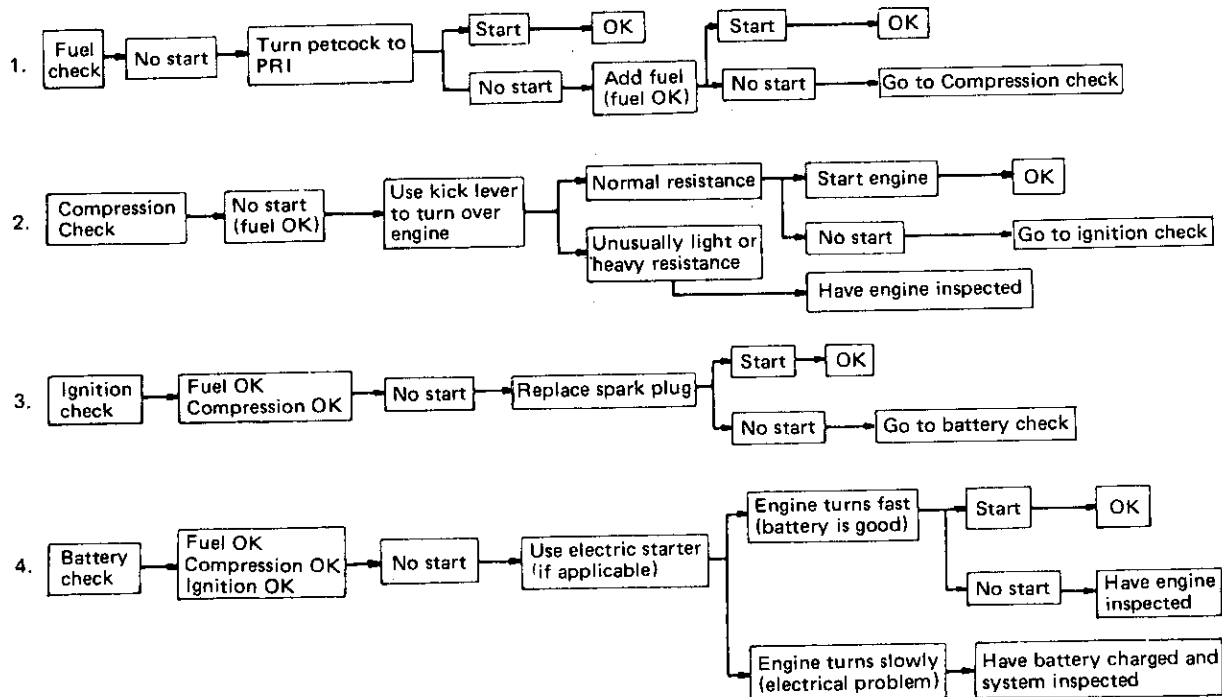 1.
Fuel
check
No start
Turn petcock to
PRI
Start
OK
No start
Add fuel
(fuel OK)
Start
OK
No start
Go to Compression check
2.
Compression
Check
No start
(fuel OK)
Use kick lever
to turn over
engine
Normal resistance
Start engine
OK
No start
Go to ignition check
Unusually light or
heavy resistance
Have engine inspected
3.
Ignition
check
Fuel OK
Compression OK
No start
Replace spark plug
Start
OK
No start
Go to battery check
4.
Battery
check
Fuel OK
Compression OK
Ignition OK
No start
Use electric starter
(if applicable)
Engine turns fast
(battery is good)
Start
OK
No start
Have engine
inspected
Engine turns slowly
(electrical problem)
Have battery charged and
system inspected